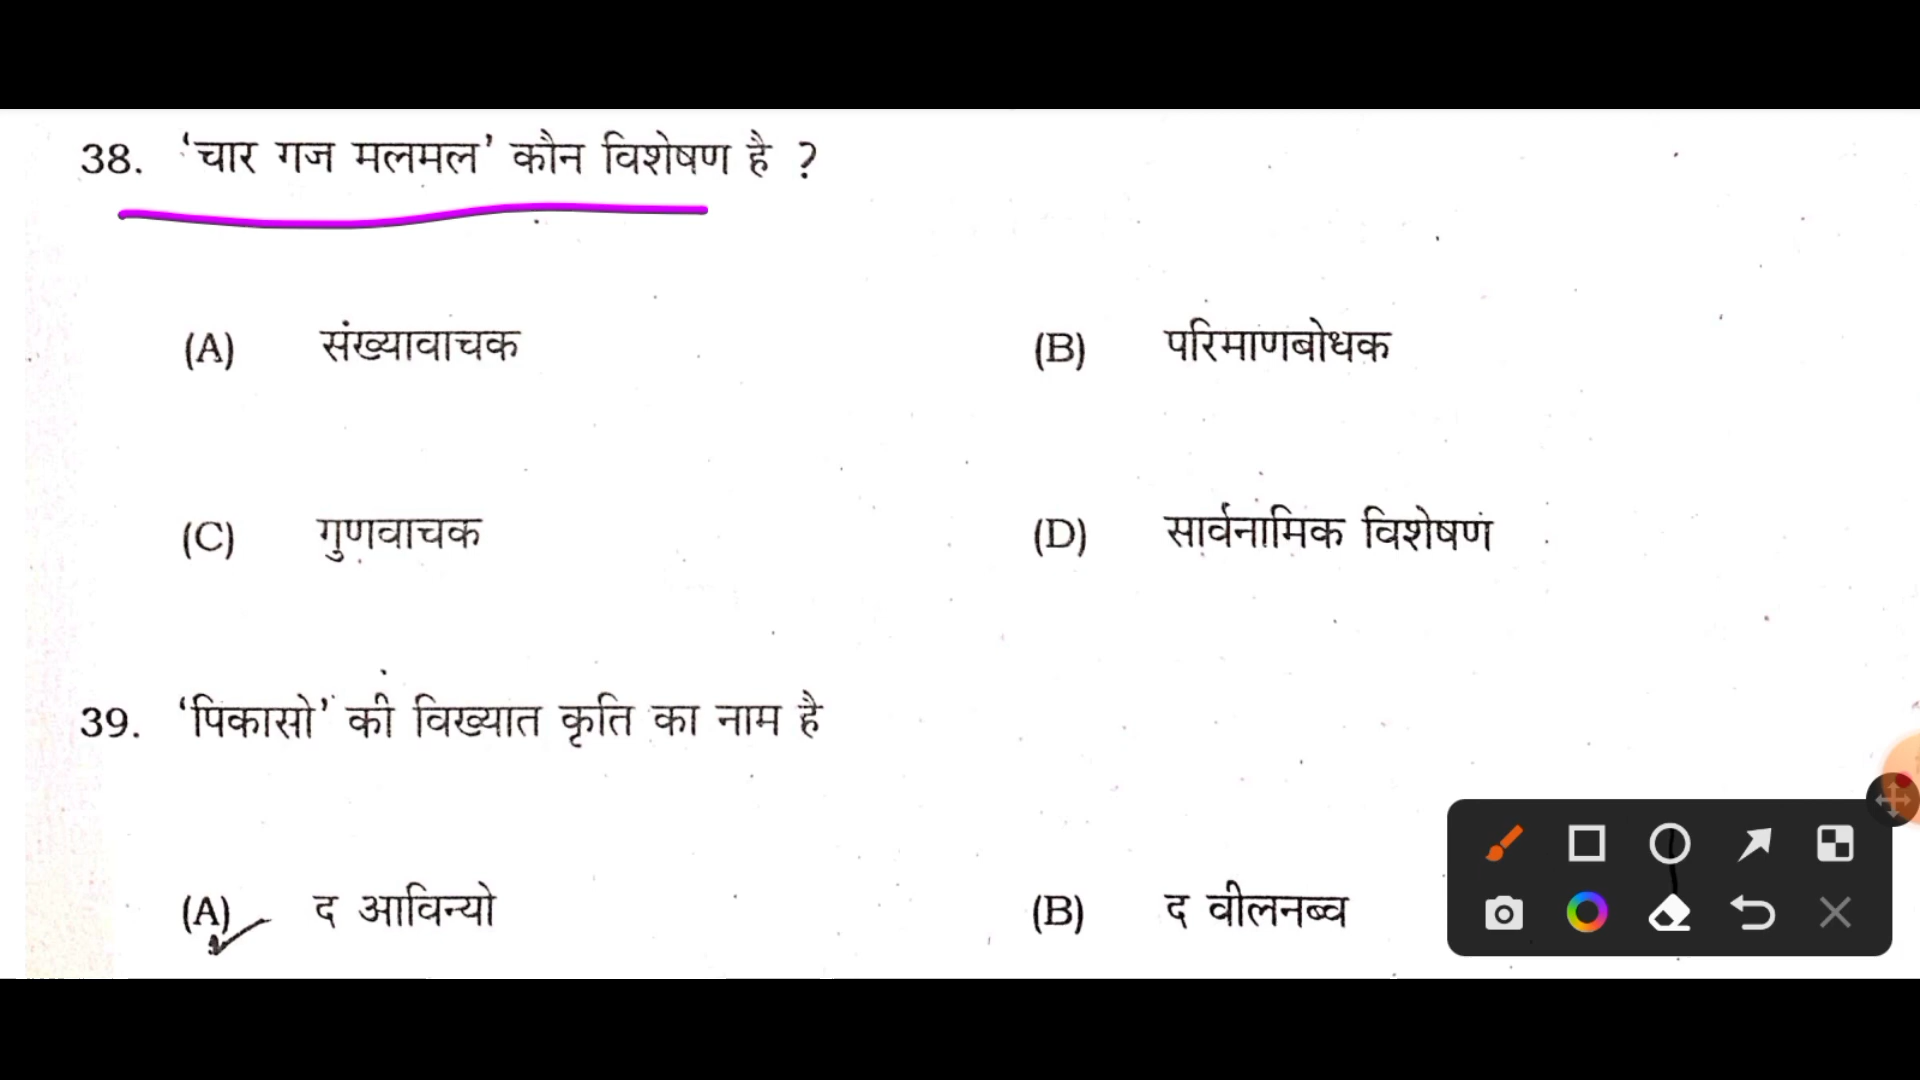 38. ‘चार गज मलमल’ कौन विशेषण है ?
(A) संख्यावाचक (B) परिमाणबोधक
(C) गुणवाचक (D) सार्वनामिक विशेषण
39. ‘पिकासो’ की विख्यात कृति का नाम है
(A) द आविन्यो (B) द वीलनब्व